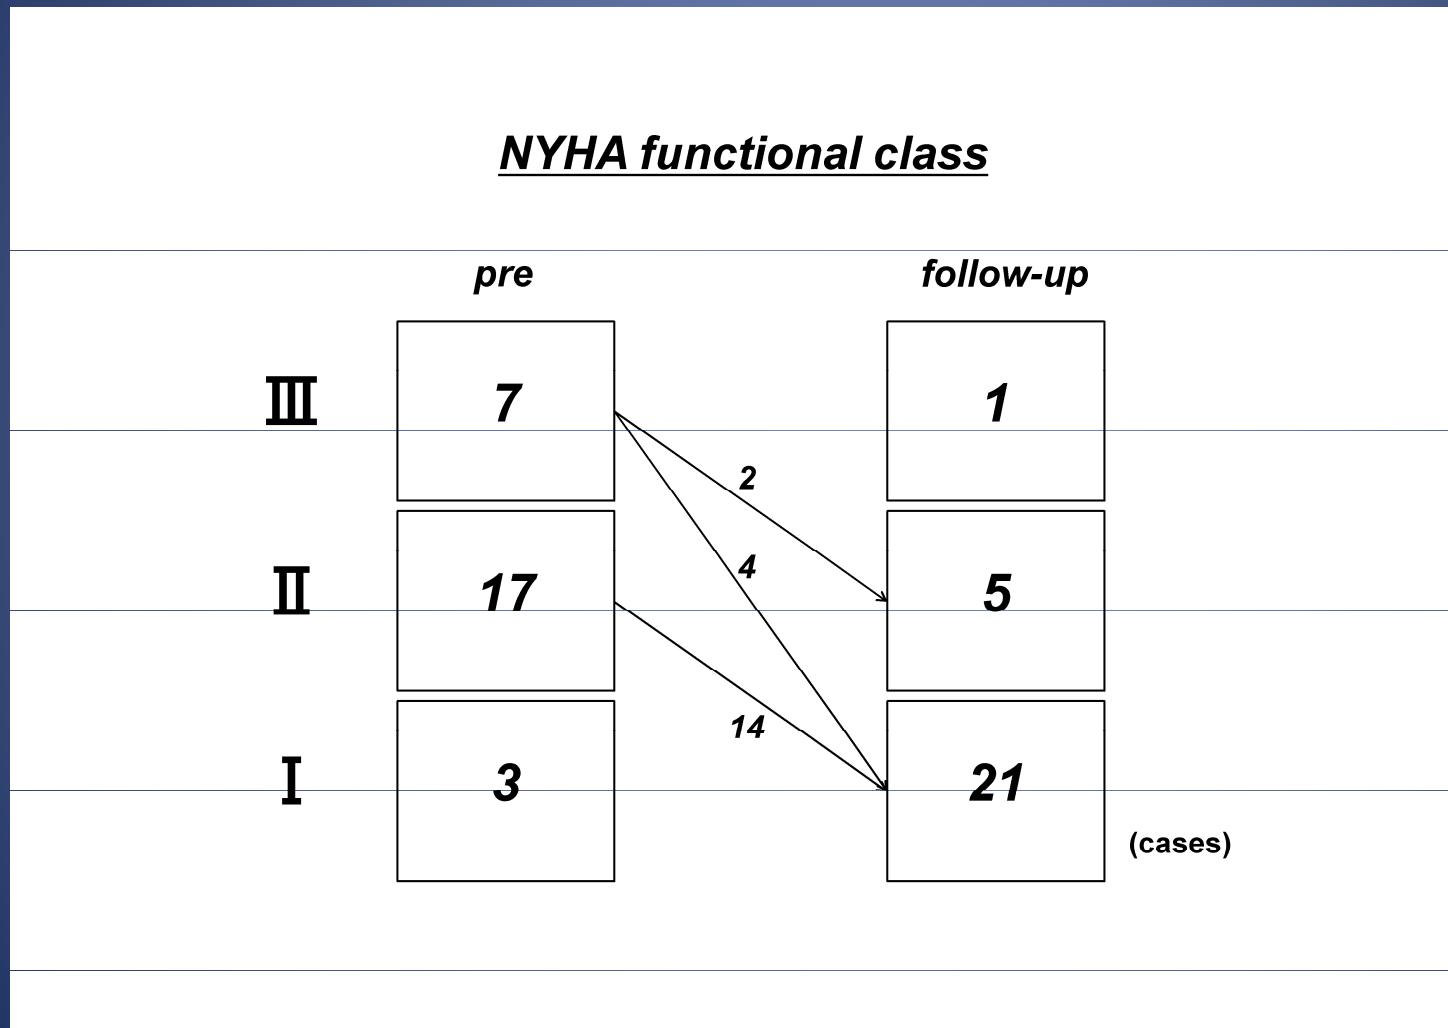 NYHA functional class
pre follow-up
Ⅲ 7 1
2
4
Ⅱ 17 5
14
Ⅰ 3 21
(cases)